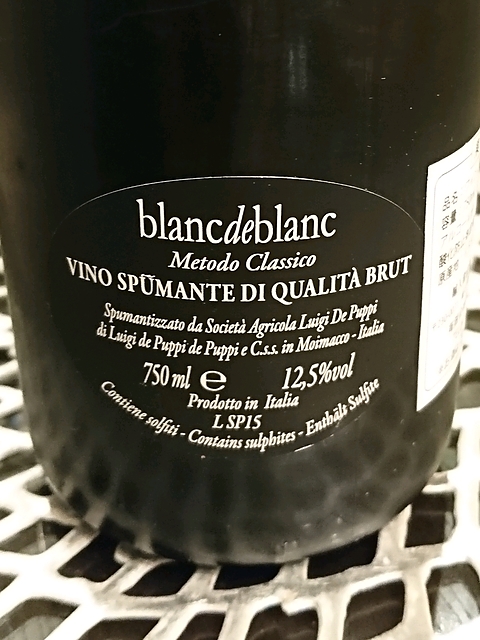 blancdeblanc
Metodo Classico
VINO SPUMANTE DI QUALITÀ BRUT
Spumantizzato da Società Agricola Luigi De Puppi
di Luigi de Puppi de Puppi e C.s.s. in Moimacco - Italia
750 ml ℮ 12,5%vol
Prodotto in Italia
L SP15
Contiene solfiti - Contains sulphites - Enthält Sulfite